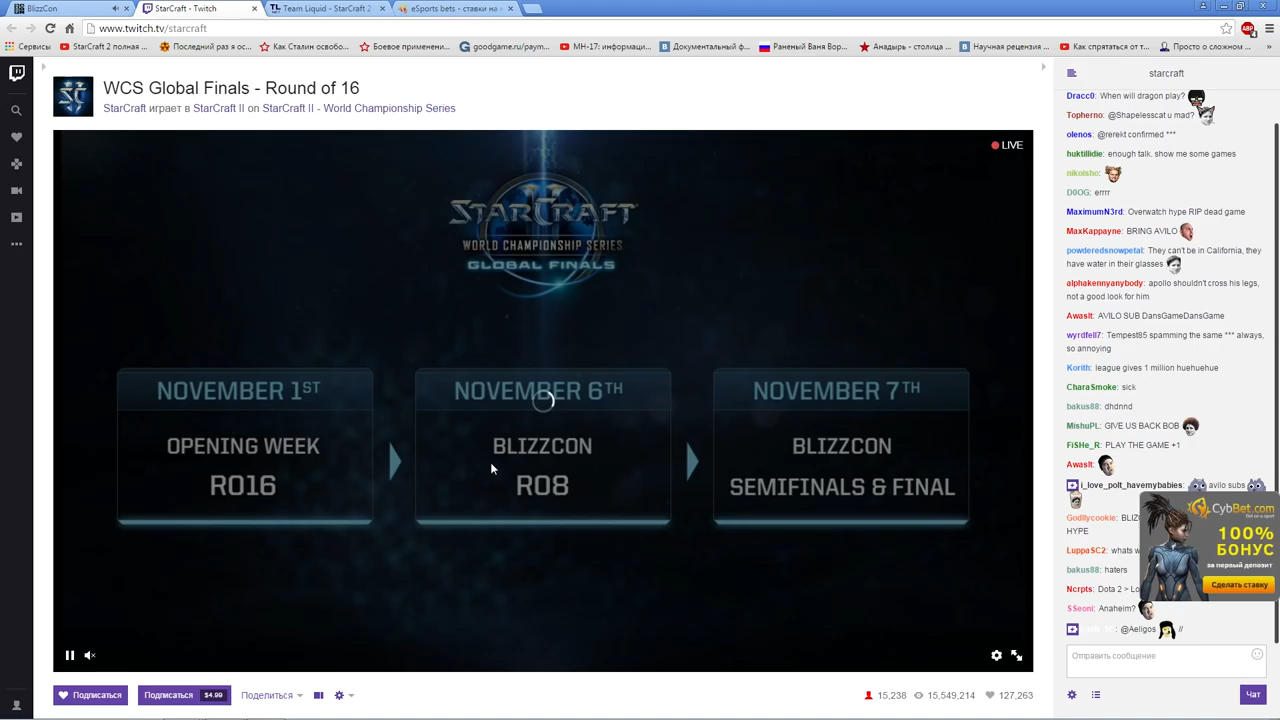 BlizzCon
StarCraft - Twitch
Team Liquid - StarCraft 2
eSports bets - ставки на к
www.twitch.tv/starcraft
Сервисы
StarCraft 2 полная ...
Последний раз я ос...
Как Сталин освобо...
Боевое применени...
goodgame.ru/paym...
МН-17: информаци...
Документальный ф...
Раненый Ваня Вор...
Анадырь - столица ...
Научная рецензия ...
Как спрятаться от т...
Просто о сложном ...
WCS Global Finals - Round of 16
StarCraft играет в StarCraft II on StarCraft II - World Championship Series
LIVE
STARCRAFT
II
WORLD CHAMPIONSHIP SERIES
GLOBAL FINALS
NOVEMBER 1ST
OPENING WEEK
RO16
NOVEMBER 6TH
BLIZZCON
RO8
NOVEMBER 7TH
BLIZZCON
SEMIFINALS & FINAL
Подписаться
Подписаться $4.99
Поделиться
15,238
15,549,214
127,263
starcraft
Dracc0: When will dragon play?
Topherno: @Shapelesscat u mad?
olenos: @rerekt confirmed ***
huktillidie: enough talk. show me some games
nikoisho:
D0OG: errrr
MaximumN3rd: Overwatch hype RIP dead game
MaxKappayne: BRING AVILO
powderedsnowpetal: They can't be in California, they
have water in their glasses
alphakennyanybody: apollo shouldn't cross his legs,
not a good look for him
Awaslt: AVILO SUB DansGameDansGame
wyrdfell7: Tempest85 spamming the same *** always,
so annoying
Korith: league gives 1 million huehuehue
CharaSmoke: sick
bakus88: dhdnnd
MishuPL: GIVE US BACK BOB
FiSHe_R: PLAY THE GAME +1
Awaslt:
i_love_polt_havemybabies: avilo subs
Godllycookie: BLIZ
HYPE
LuppaSC2: whats w
bakus88: haters
Ncrpts: Dota 2 > Lo
SSeoni: Anaheim?
@Aeligos //
CybBet.com
100%
БОНУС
за первый депозит
Сделать ставку
Отправить сообщение
Чат